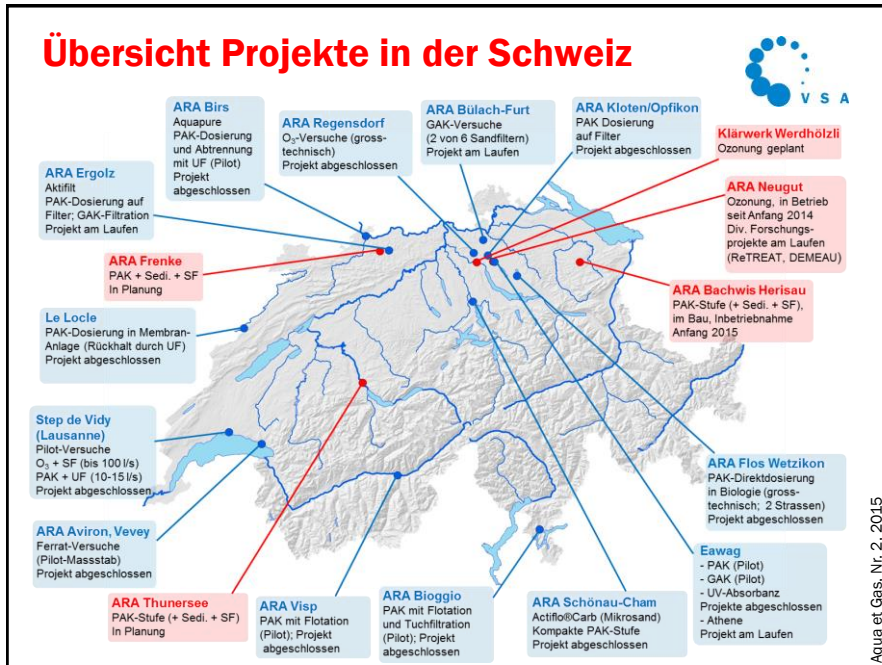 Übersicht Projekte in der Schweiz
VSA
ARA Birs
Aquapure
PAK-Dosierung
und Abtrennung
mit UF (Pilot)
Projekt
abgeschlossen
ARA Regensdorf
O₃-Versuche (gross-
technisch)
Projekt abgeschlossen
ARA Bülach-Furt
GAK-Versuche
(2 von 6 Sandfiltern)
Projekt am Laufen
ARA Kloten/Opfikon
PAK Dosierung
auf Filter
Projekt abgeschlossen
Klärwerk Werdhölzli
Ozonung geplant
ARA Neugut
Ozonung, in Betrieb
seit Anfang 2014
Div. Forschungs-
projekte am Laufen
(ReTREAT, DEMEAU)
ARA Ergolz
Aktifilt
PAK-Dosierung auf
Filter; GAK-Filtration
Projekt am Laufen
ARA Frenke
PAK + Sedi. + SF
In Planung
ARA Bachwis Herisau
PAK-Stufe (+ Sedi. + SF),
im Bau, Inbetriebnahme
Anfang 2015
Le Locle
PAK-Dosierung in Membran-
Anlage (Rückhalt durch UF)
Projekt abgeschlossen
Step de Vidy
(Lausanne)
Pilot-Versuche
O₃ + SF (bis 100 l/s)
PAK + UF (10-15 l/s)
Projekt abgeschlossen
ARA Flos Wetzikon
PAK-Direktdosierung
in Biologie (gross-
technisch; 2 Strassen)
Projekt abgeschlossen
ARA Aviron, Vevey
Ferrat-Versuche
(Pilot-Massstab)
Projekt abgeschlossen
Eawag
- PAK (Pilot)
- GAK (Pilot)
- UV-Absorbanz
Projekte abgeschlossen
- Athene
Projekt am Laufen
ARA Thunersee
PAK-Stufe (+ Sedi. + SF)
In Planung
ARA Visp
PAK mit Flotation
(Pilot); Projekt
abgeschlossen
ARA Bioggio
PAK mit Flotation
und Tuchfiltration
(Pilot); Projekt
abgeschlossen
ARA Schönau-Cham
Actiflo®Carb (Mikrosand)
Kompakte PAK-Stufe
Projekt abgeschlossen
Aqua et Gas, Nr. 2, 2015